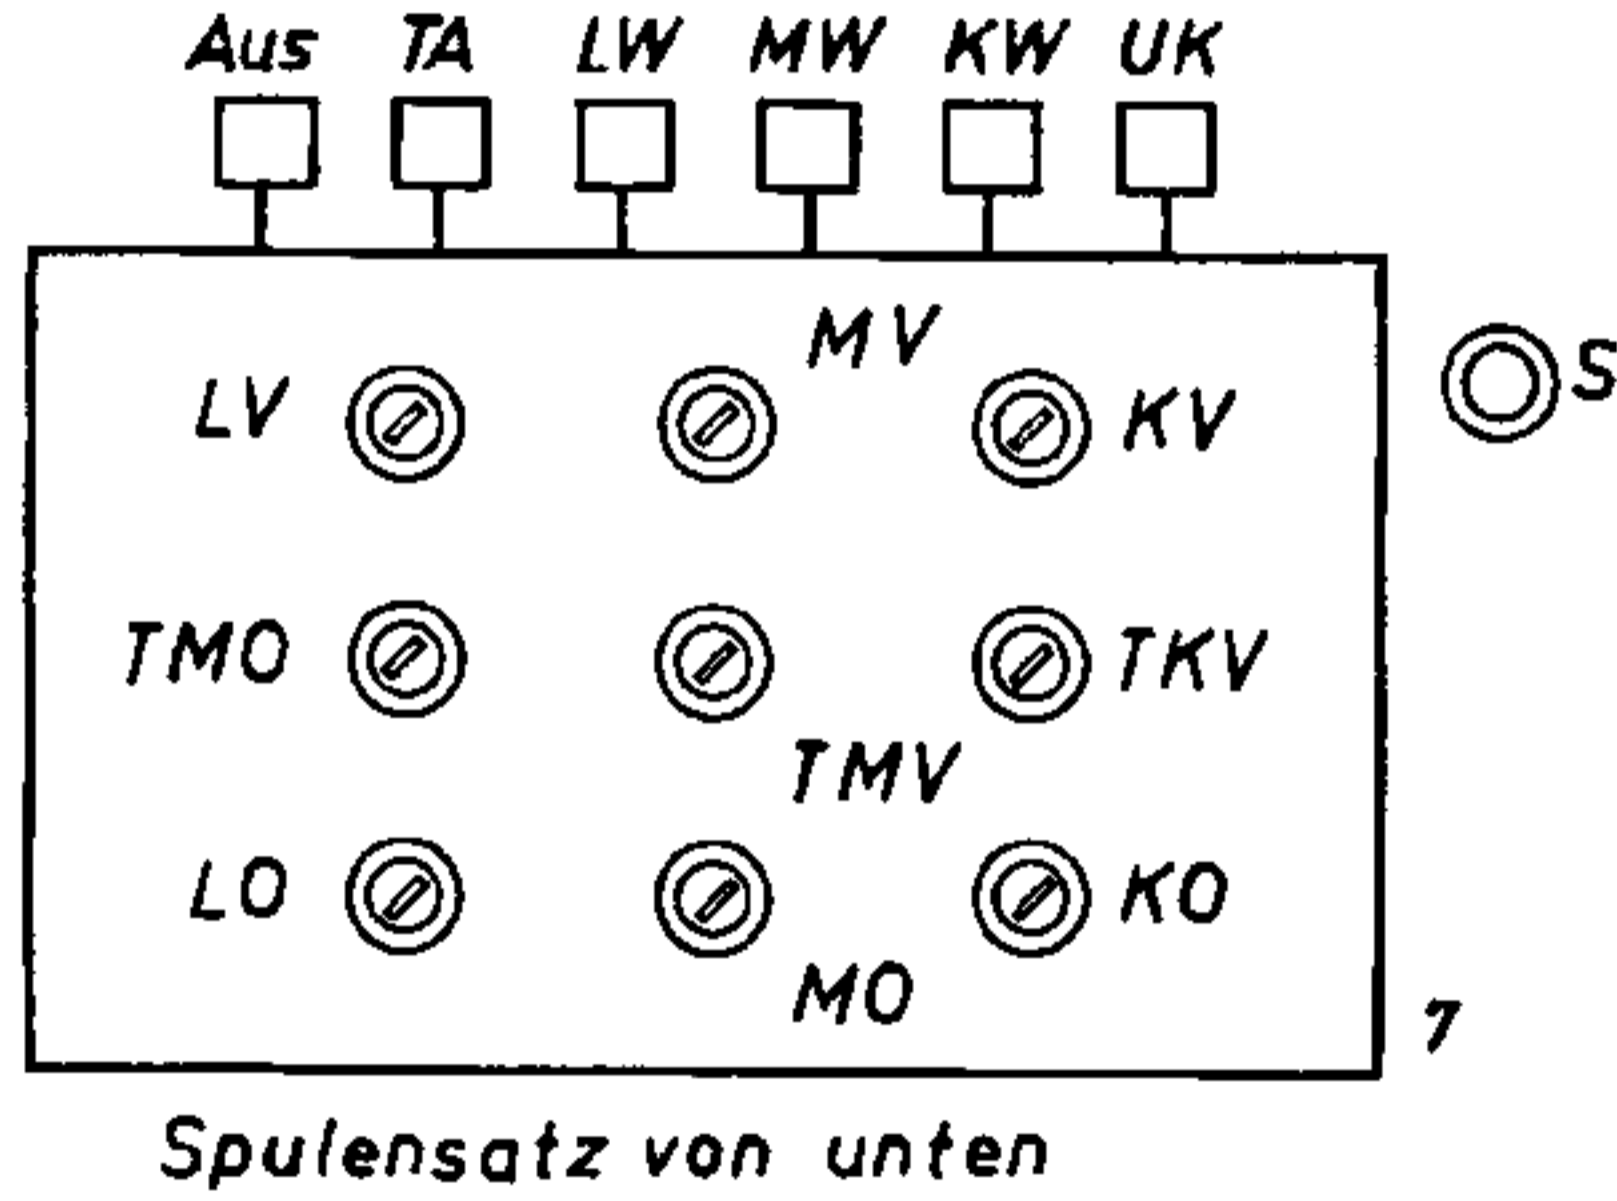 Aus TA LW MW KW UK
MV
LV KV S
TMO TKV
TMV
LO KO
MO
7
Spulensatz von unten